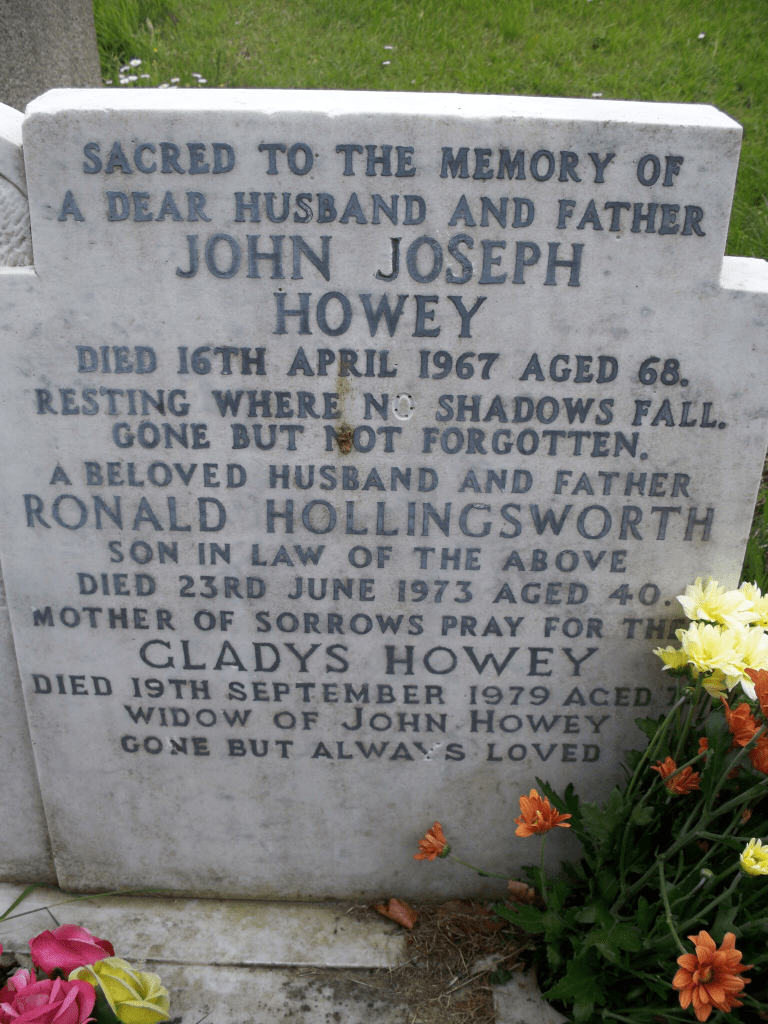 SACRED TO THE MEMORY OF
A DEAR HUSBAND AND FATHER
JOHN JOSEPH
HOWEY
DIED 16TH APRIL 1967 AGED 68.
RESTING WHERE NO SHADOWS FALL.
GONE BUT NOT FORGOTTEN.
A BELOVED HUSBAND AND FATHER
RONALD HOLLINGSWORTH
SON IN LAW OF THE ABOVE
DIED 23RD JUNE 1973 AGED 40.
MOTHER OF SORROWS PRAY FOR
GLADYS HOWEY
DIED 19TH SEPTEMBER 1979 AGED
WIDOW OF JOHN HOWEY
GONE BUT ALWAYS LOVED